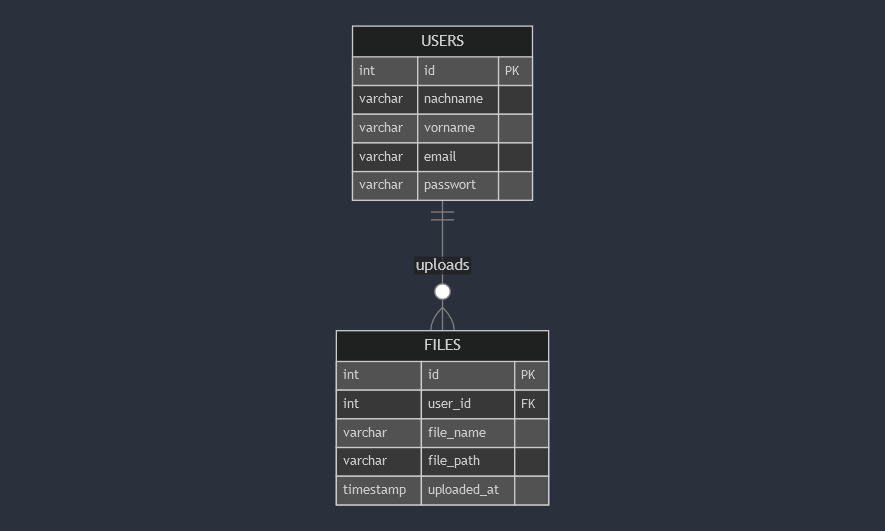 USERS
int id PK
varchar nachname
varchar vorname
varchar email
varchar passwort
uploads
FILES
int id PK
int user_id FK
varchar file_name
varchar file_path
timestamp uploaded_at